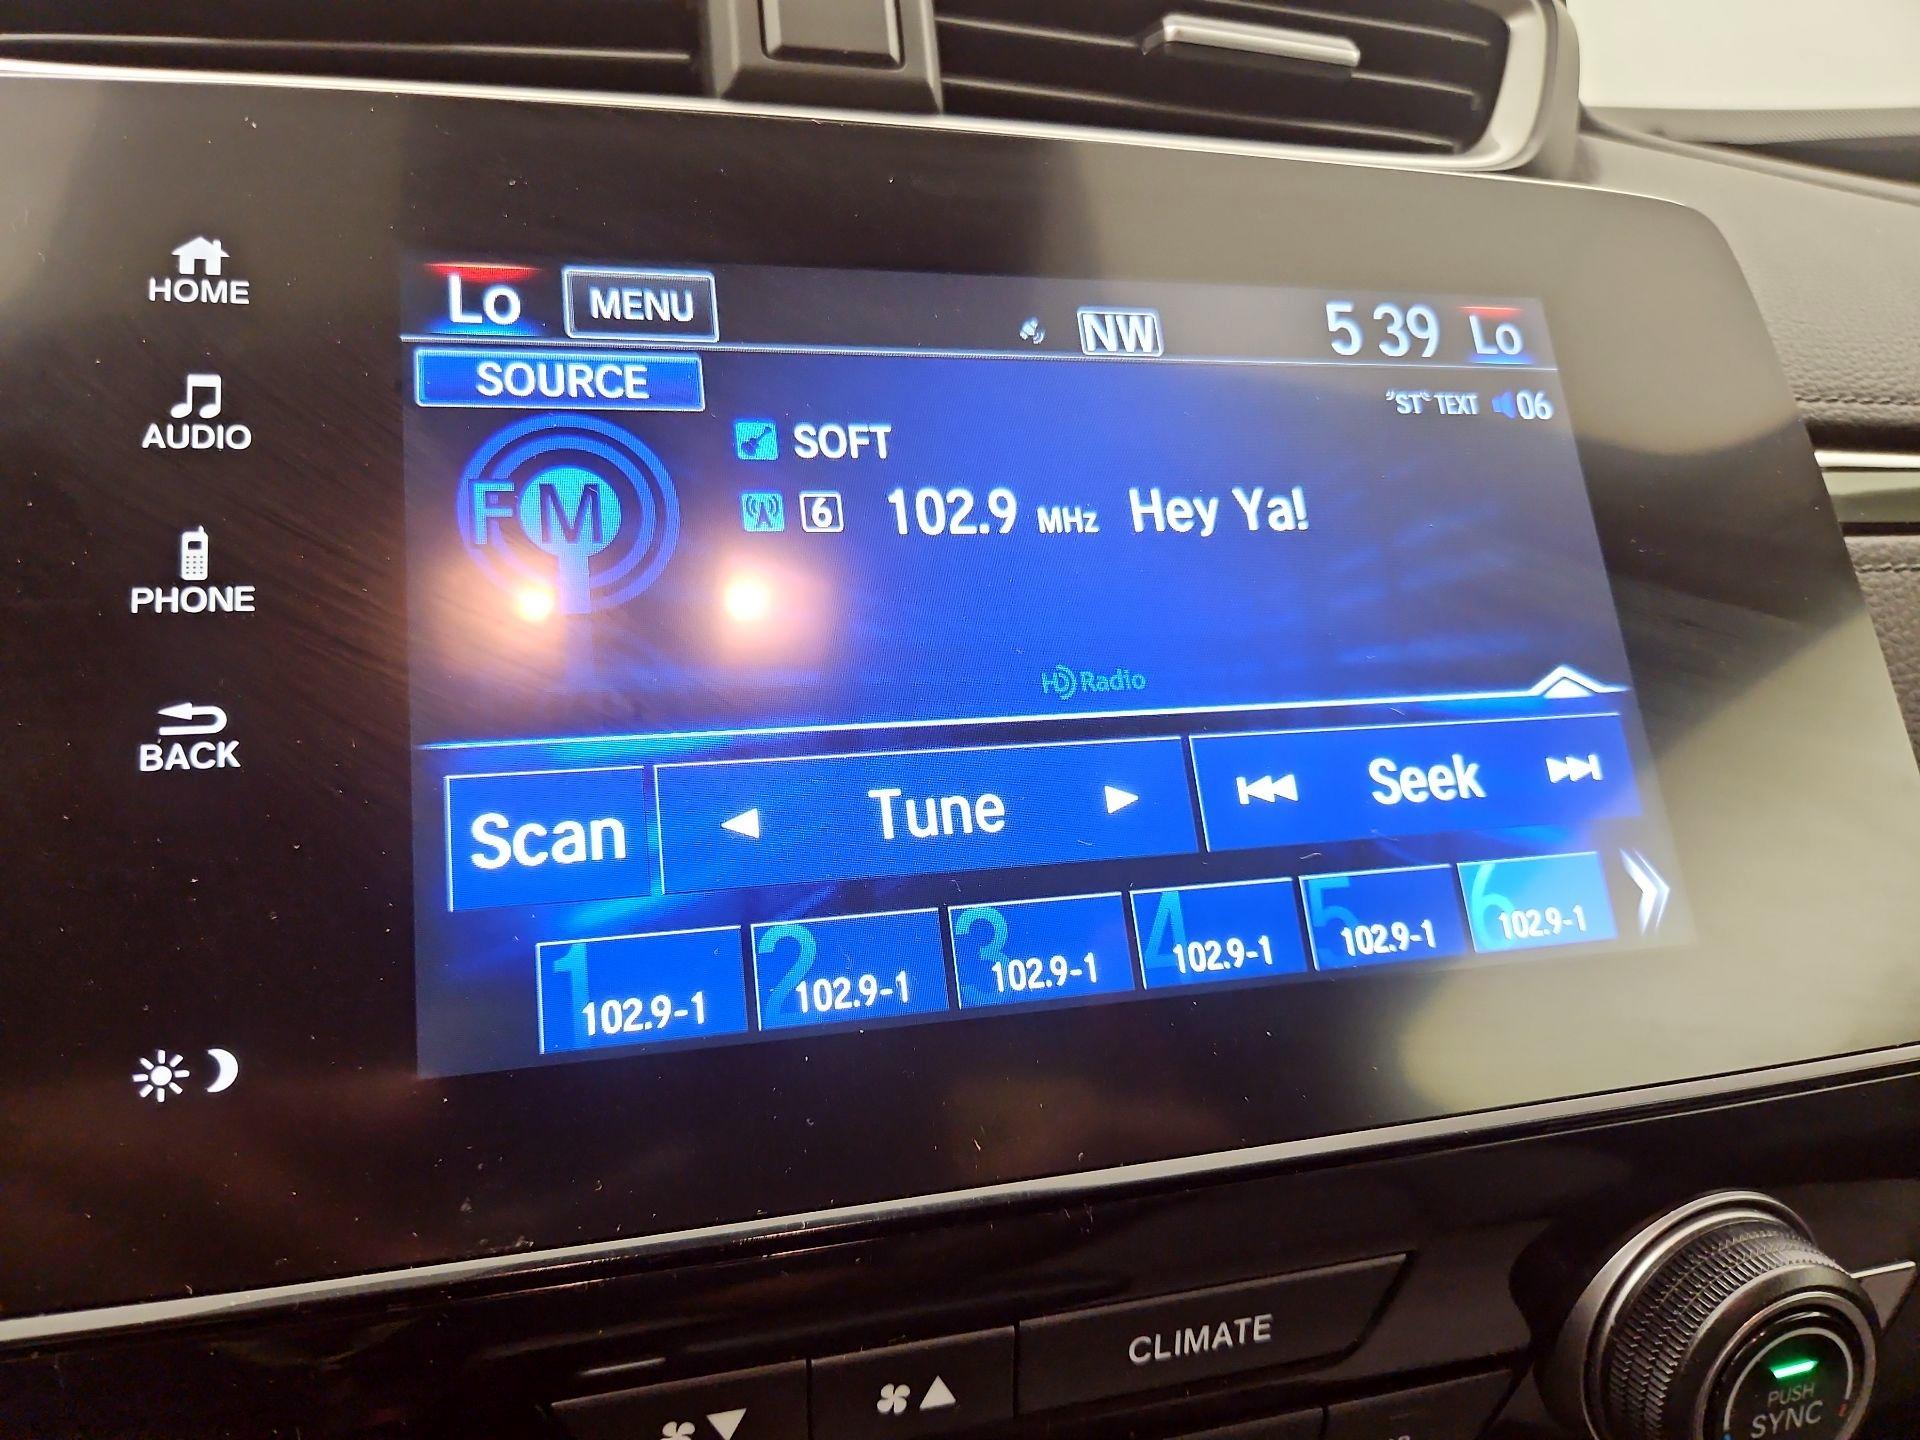 HOME
AUDIO
PHONE
BACK
Lo MENU NW 5 39 Lo
SOURCE
"ST" TEXT 06
FM
SOFT
6 102.9 MHz Hey Ya!
HD Radio
Scan Tune Seek
1 102.9-1
2 102.9-1
3 102.9-1
4 102.9-1
5 102.9-1
6 102.9-1
CLIMATE
PUSH
SYNC